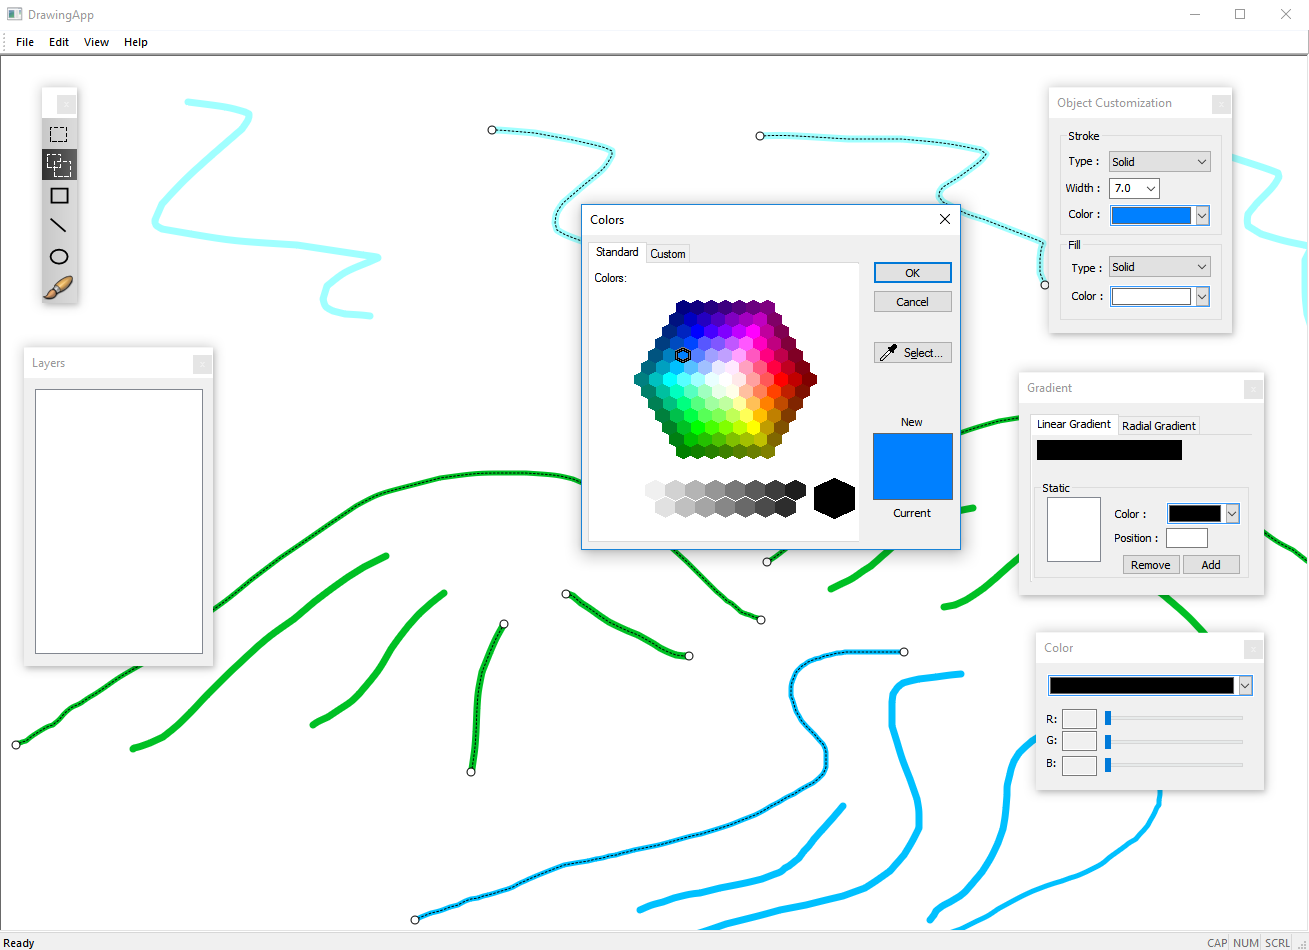 DrawingApp
File Edit View Help
Object Customization
Stroke
Type : Solid
Width : 7.0
Color :
Fill
Type : Solid
Color :
Colors
Standard Custom
Colors:
OK
Cancel
Select...
New
Current
Layers
Gradient
Linear Gradient Radial Gradient
Static
Color :
Position :
Remove Add
Color
R:
G:
B:
Ready CAP NUM SCRL